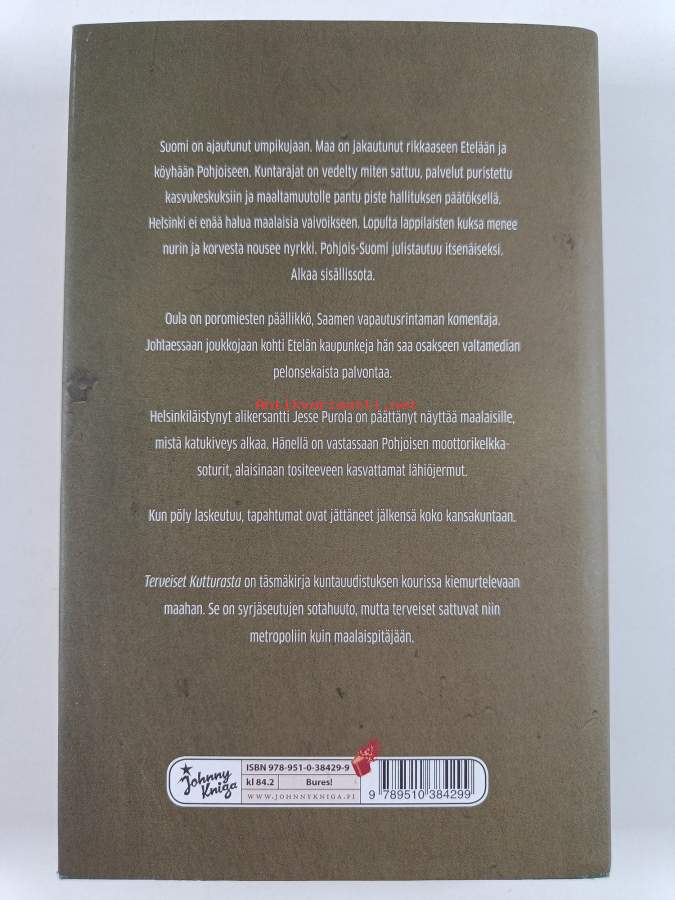 Suomi on ajautunut umpikujaan. Maa on jakautunut rikkaaseen Etelään ja
köyhään Pohjoiseen. Kuntarajat on vedelty miten sattuu, palvelut puristettu
kasvukeskuksiin ja maaltamuutolle pantu piste hallituksen päätöksellä.
Helsinki ei enää halua maalaisia vaivoikseen. Lopulta lappilaisten kuksa menee
nurin ja korvesta nousee nyrkki. Pohjois-Suomi julistautuu itsenäiseksi.
Alkaa sisällissota.
Oula on poromiesten päällikkö, Saamen vapautusrintaman komentaja.
Johtaessaan joukkojaan kohti Etelän kaupunkeja hän saa osakseen valtamedian
pelonsekaista palvontaa.
Antikvariaatti.net
Helsinkiläistynyt alikersantti Jesse Purola on päättänyt näyttää maalaisille,
mistä katukiveys alkaa. Hänellä on vastassaan Pohjoisen moottorikelkka-
soturit, alaisinaan tositeeveen kasvattamat lähiöjermut.
Kun pöly laskeutuu, tapahtumat ovat jättäneet jälkensä koko kansakuntaan.
Terveiset Kutturasta on täsmäkirja kuntauudistuksen kourissa kiemurtelevaan
maahan. Se on syrjäseutujen sotahuuto, mutta terveiset sattuvat niin
metropoliin kuin maalaispitäjään.
Johnny
Kniga
ISBN 978-951-0-38429-9
kl 84.2 Bures!
WWW.JOHNNYKNIGA.FI
9 789510 384299